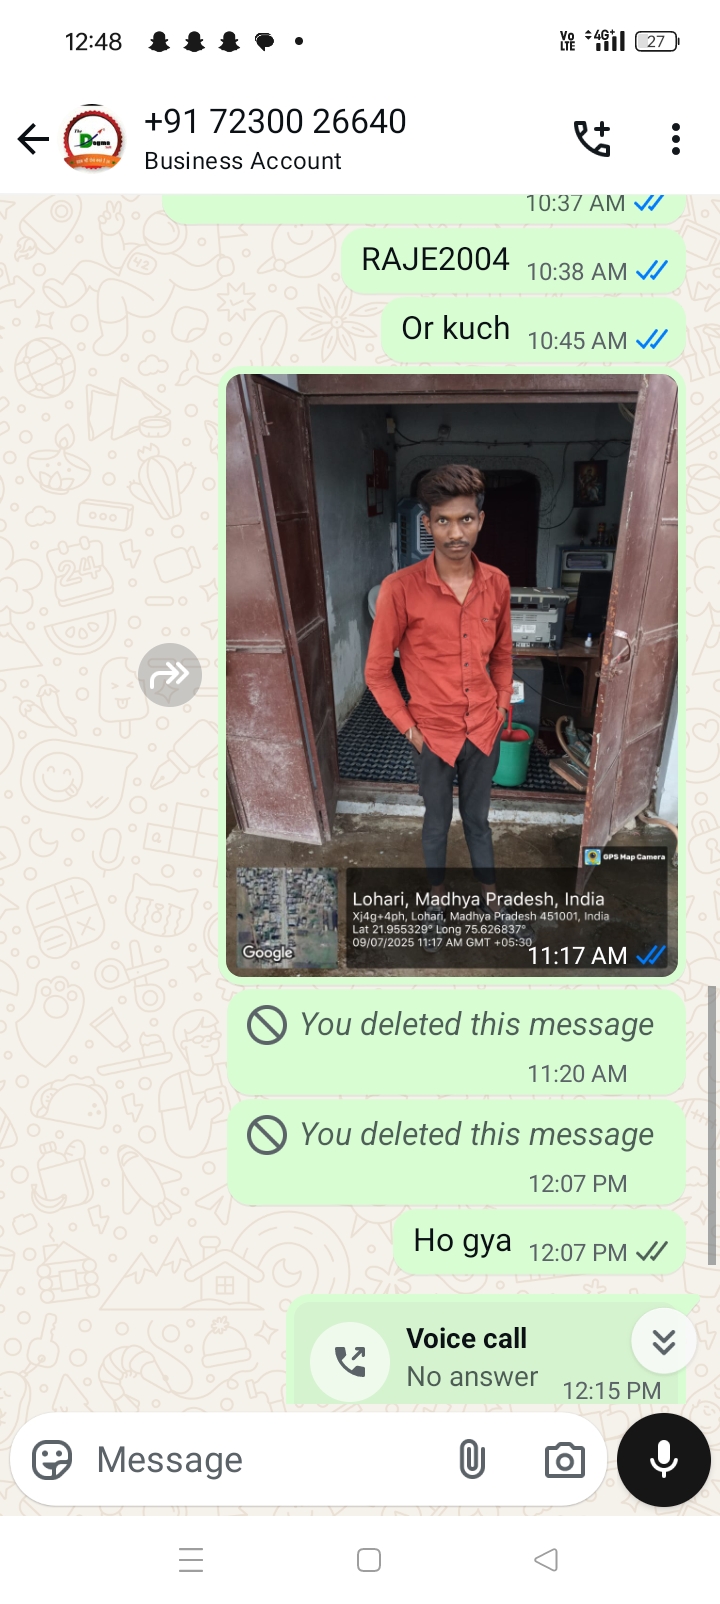 12:48
Vo LTE 4G+ 27
+91 72300 26640
Business Account
The Dogma
10:37 AM
RAJE2004 10:38 AM
Or kuch 10:45 AM
GPS Map Camera
Lohari, Madhya Pradesh, India
Xj4g+4ph, Lohari, Madhya Pradesh 451001, India
Lat 21.955329° Long 75.626837°
09/07/2025 11:17 AM GMT +05:30
Google
11:17 AM
You deleted this message
11:20 AM
You deleted this message
12:07 PM
Ho gya 12:07 PM
Voice call
No answer 12:15 PM
Message